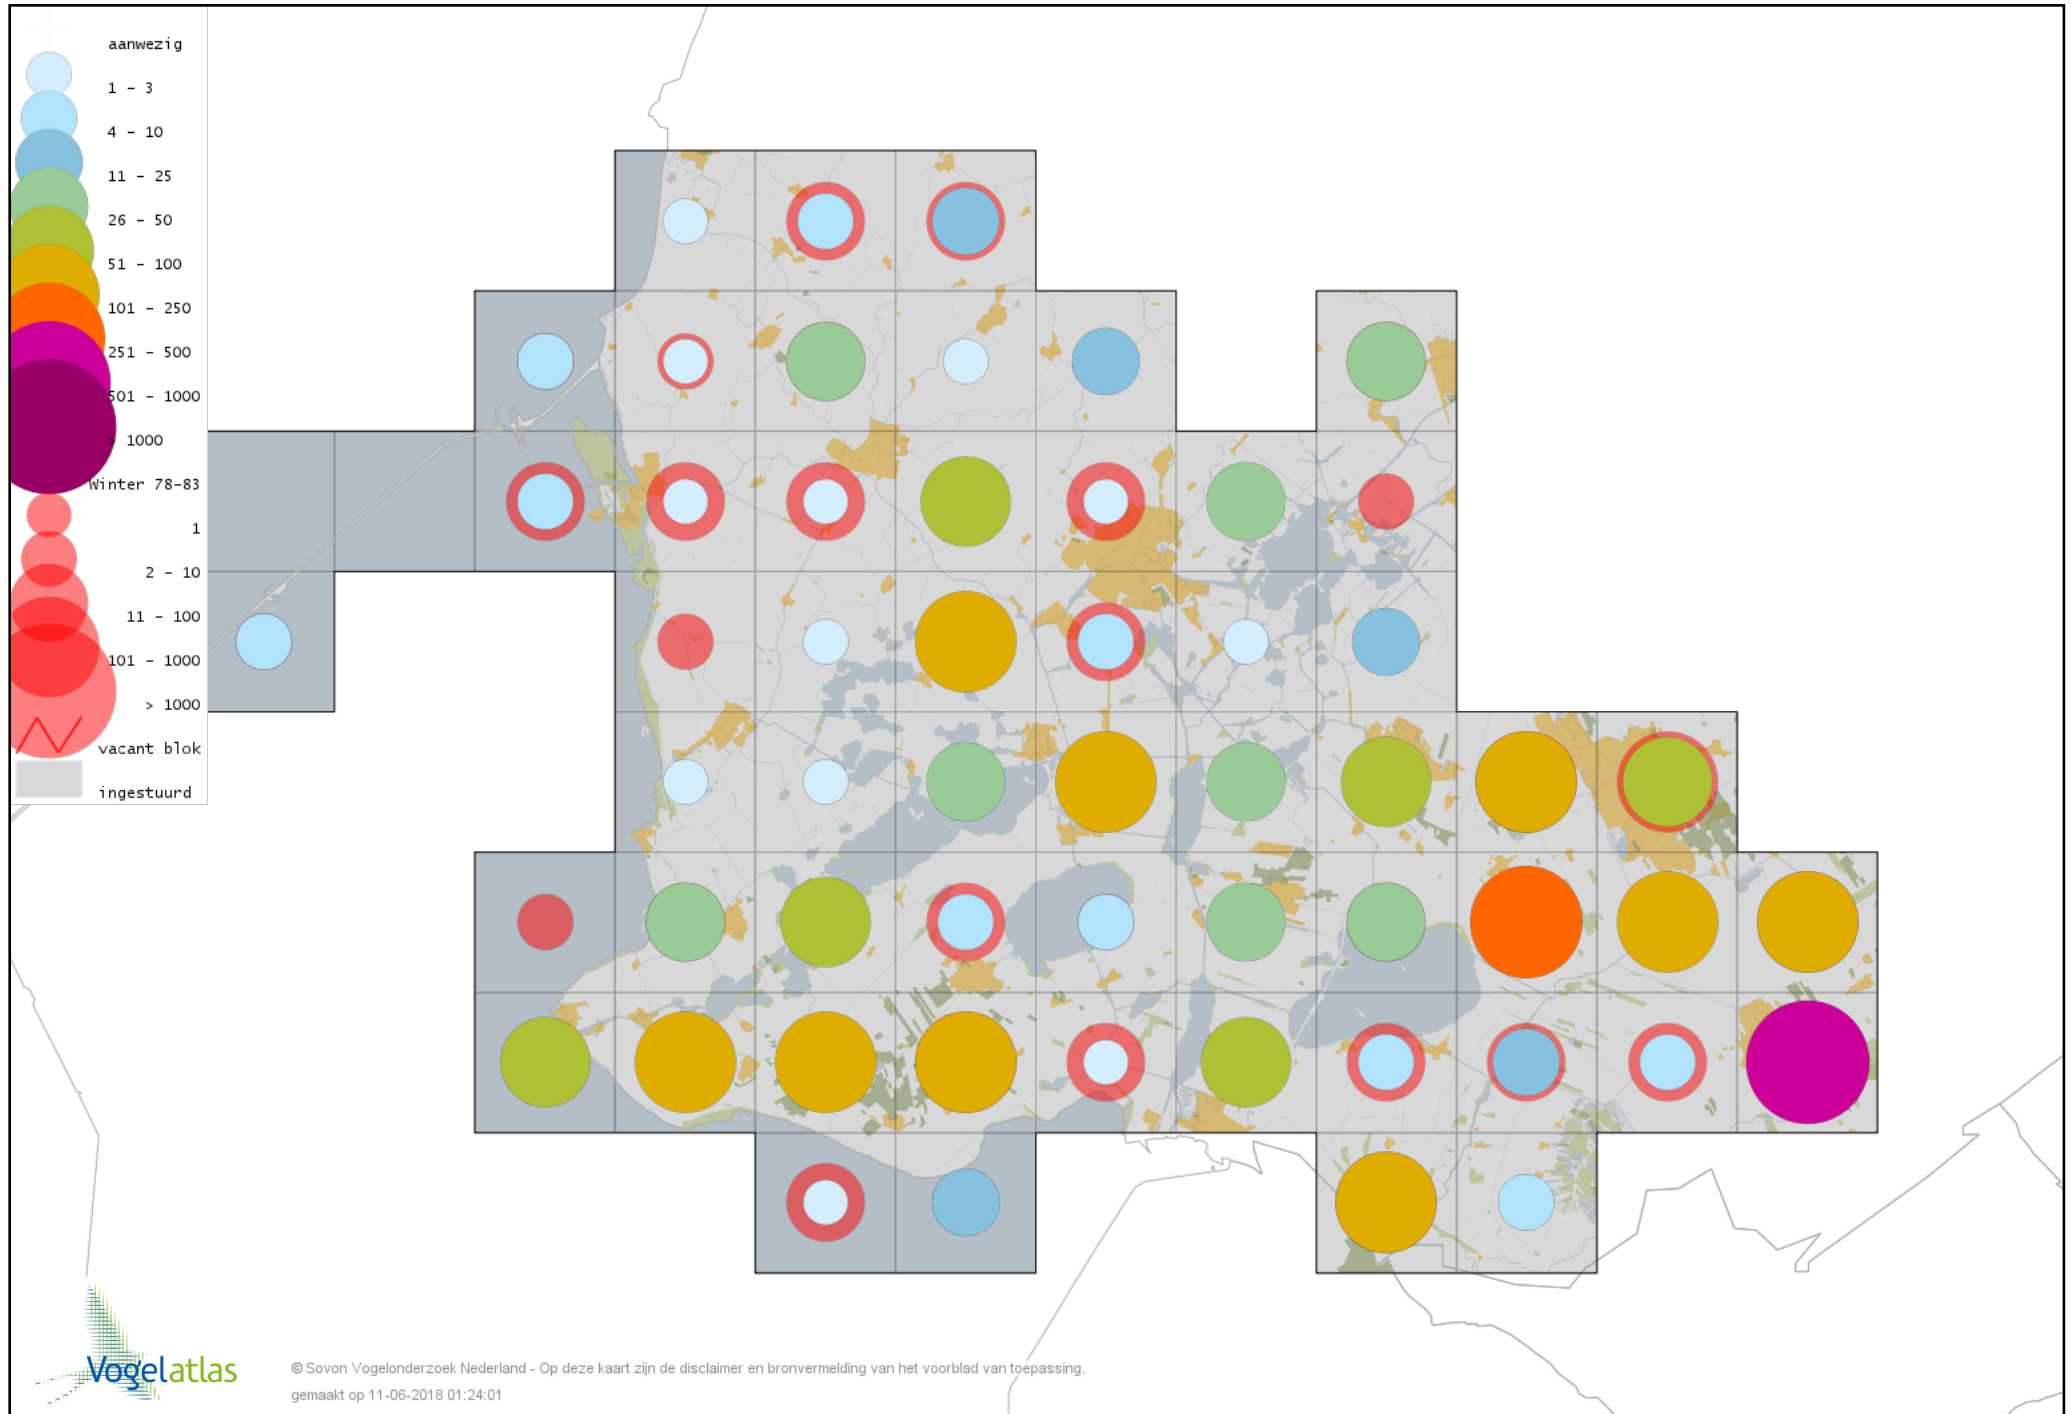 aanwezig
1 - 3
4 - 10
11 - 25
26 - 50
51 - 100
101 - 250
251 - 500
501 - 1000
> 1000
Winter 78-83
1
2 - 10
11 - 100
101 - 1000
> 1000
vacant blok
ingestuurd
Vogelatlas
© Sovon Vogelonderzoek Nederland - Op deze kaart zijn de disclaimer en bronvermelding van het voorblad van toepassing.
gemaakt op 11-06-2018 01:24:01